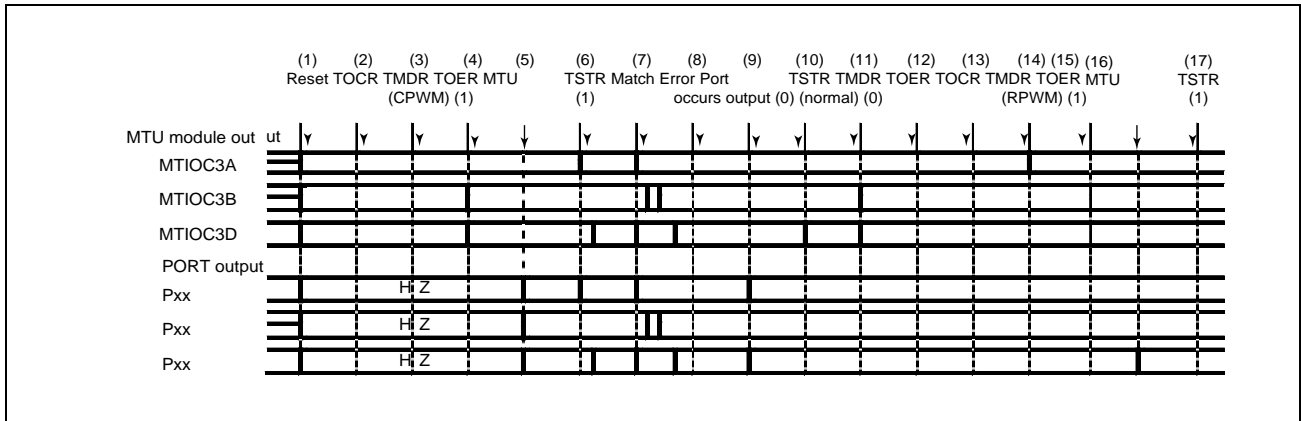 (1) (2) (3) (4) (5) (6) (7) (8) (9) (10) (11) (12) (13) (14) (15) (16) (17)
Reset TOCR TMDR TOER MTU TSTR Match Error Port TSTR TMDR TOER TOCR TMDR TOER MTU TSTR
(CPWM) (1) (1) occurs output (0) (normal) (0) (RPWM) (1) (1)
MTU module out ut
MTIOC3A
MTIOC3B
MTIOC3D
PORT output
Pxx H Z
Pxx H Z
Pxx H Z